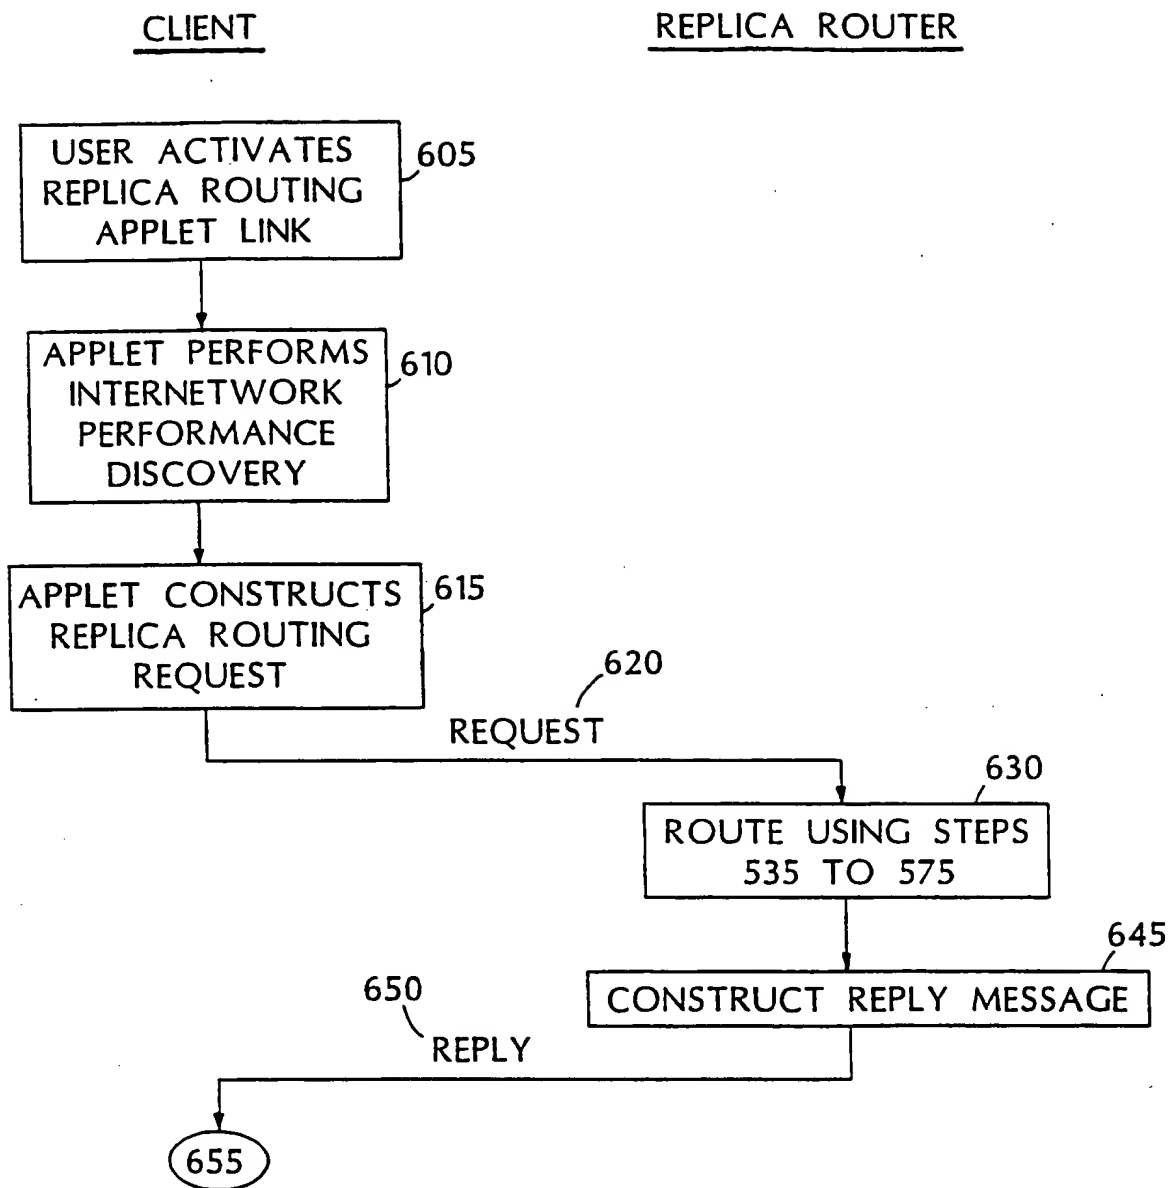 CLIENT
REPLICA ROUTER
USER ACTIVATES
REPLICA ROUTING
APPLET LINK
605
APPLET PERFORMS
INTERNETWORK
PERFORMANCE
DISCOVERY
610
APPLET CONSTRUCTS
REPLICA ROUTING
REQUEST
615
620
REQUEST
630
ROUTE USING STEPS
535 TO 575
645
CONSTRUCT REPLY MESSAGE
650
REPLY
655